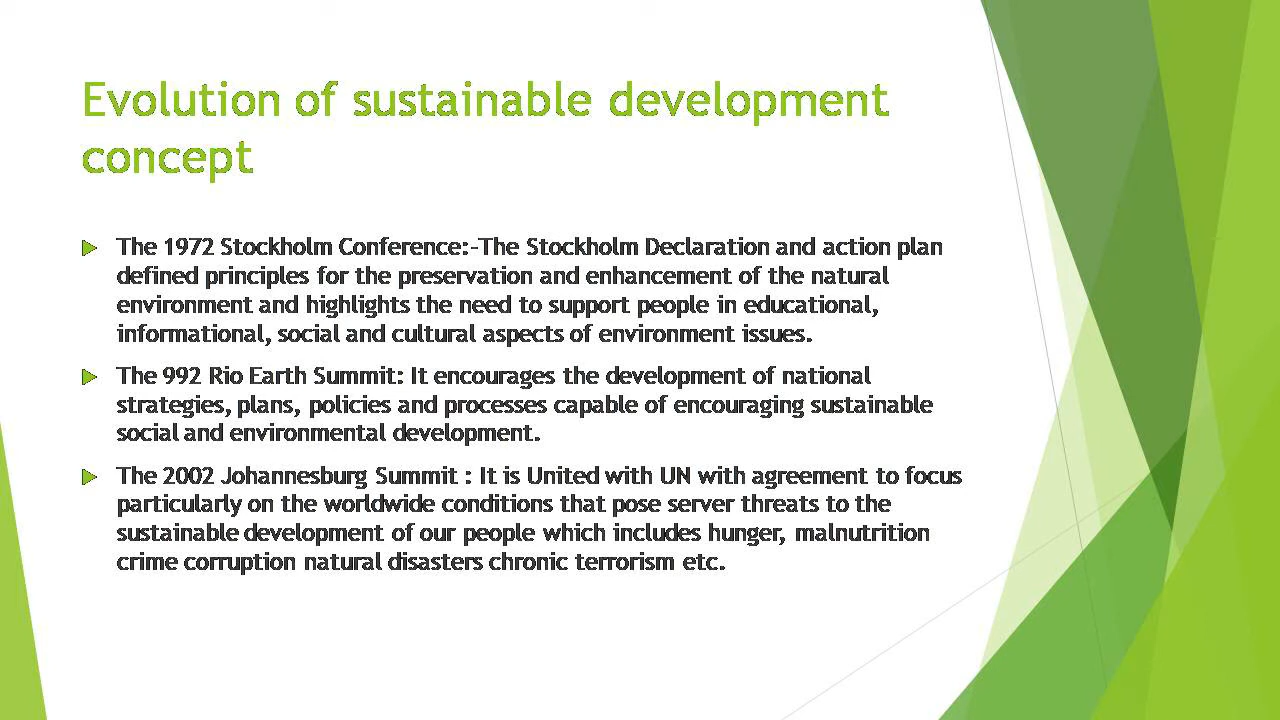 Evolution of sustainable development
concept
The 1972 Stockholm Conference:-The Stockholm Declaration and action plan
defined principles for the preservation and enhancement of the natural
environment and highlights the need to support people in educational,
informational, social and cultural aspects of environment issues.
The 992 Rio Earth Summit: It encourages the development of national
strategies, plans, policies and processes capable of encouraging sustainable
social and environmental development.
The 2002 Johannesburg Summit : It is United with UN with agreement to focus
particularly on the worldwide conditions that pose server threats to the
sustainable development of our people which includes hunger, malnutrition
crime corruption natural disasters chronic terrorism etc.